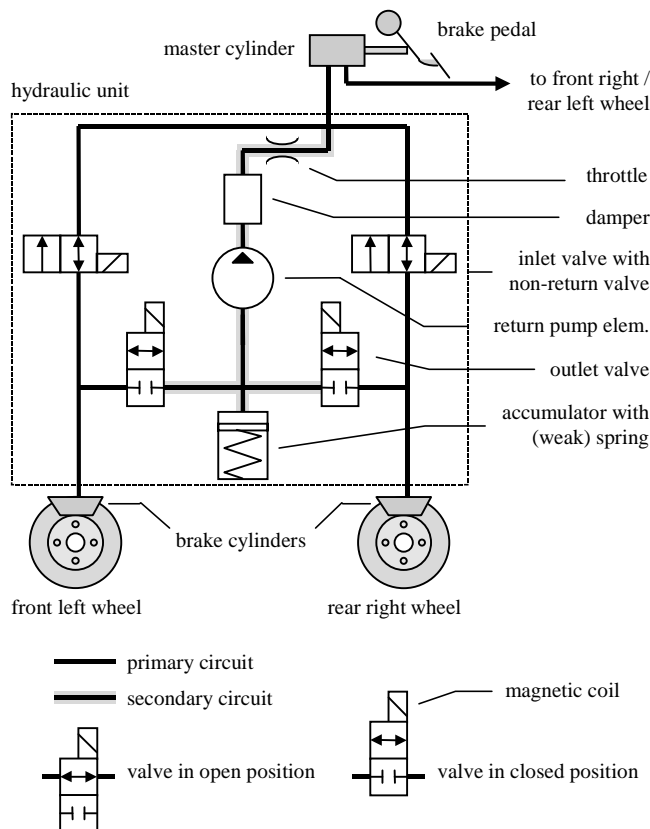 brake pedal
master cylinder
to front right /
rear left wheel
hydraulic unit
throttle
damper
inlet valve with
non-return valve
return pump elem.
outlet valve
accumulator with
(weak) spring
brake cylinders
front left wheel
rear right wheel
primary circuit
secondary circuit
magnetic coil
valve in open position
valve in closed position